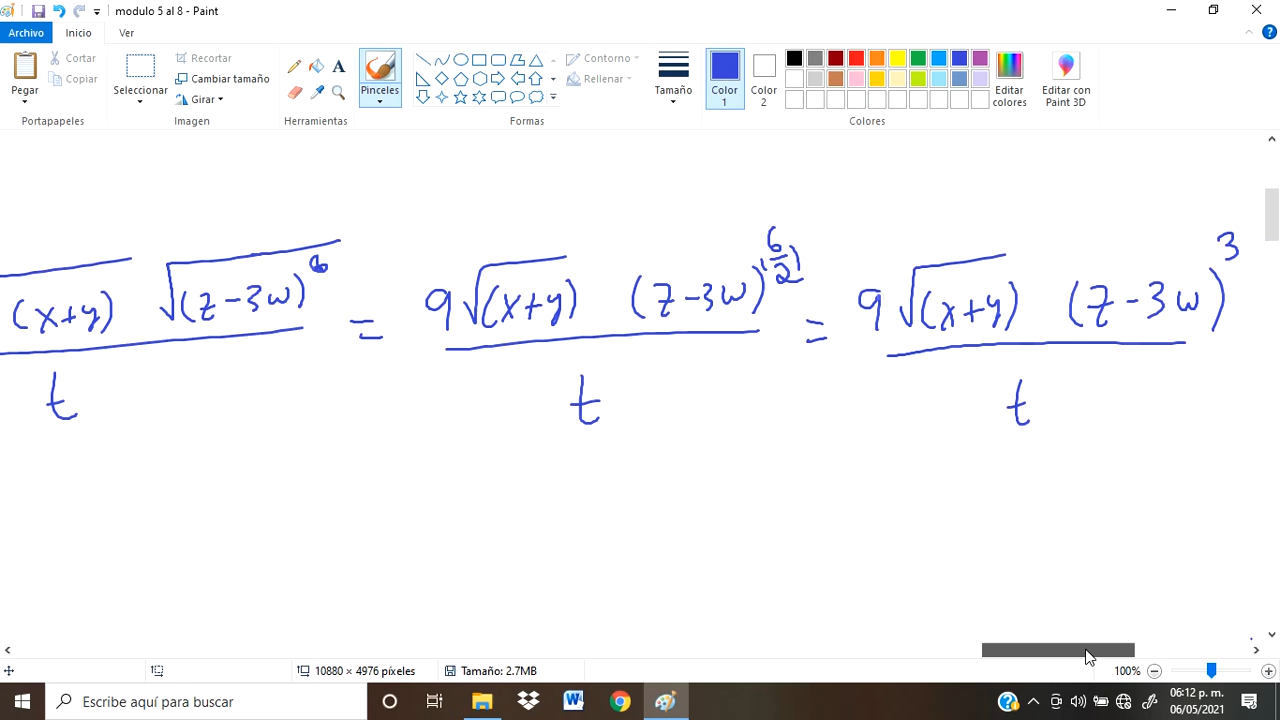 modulo 5 al 8 - Paint
Archivo Inicio Ver
Pegar Cortar Copiar Seleccionar Recortar Cambiar tamaño Girar A Pinceles Contorno Rellenar Tamaño Color 1 Color 2 Editar colores Editar con Paint 3D
Portapapeles Imagen Herramientas Formas Colores
(x+y) √(z-3w)^6 / t = 9√(x+y) (z-3w)^(6/2) / t = 9√(x+y) (z-3w)^3 / t
10880 × 4976 píxeles Tamaño: 2.7MB 100%
Escribe aquí para buscar 06:12 p. m.
06/05/2021